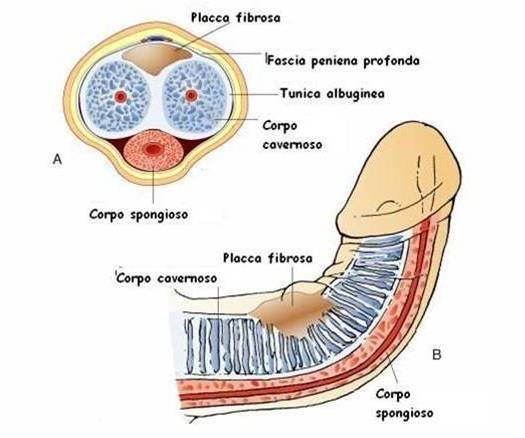 Placca fibrosa
Fascia peniena profonda
Tunica albuginea
Corpo
cavernoso
A
Corpo spongioso
Placca fibrosa
Corpo cavernoso
B
Corpo
spongioso